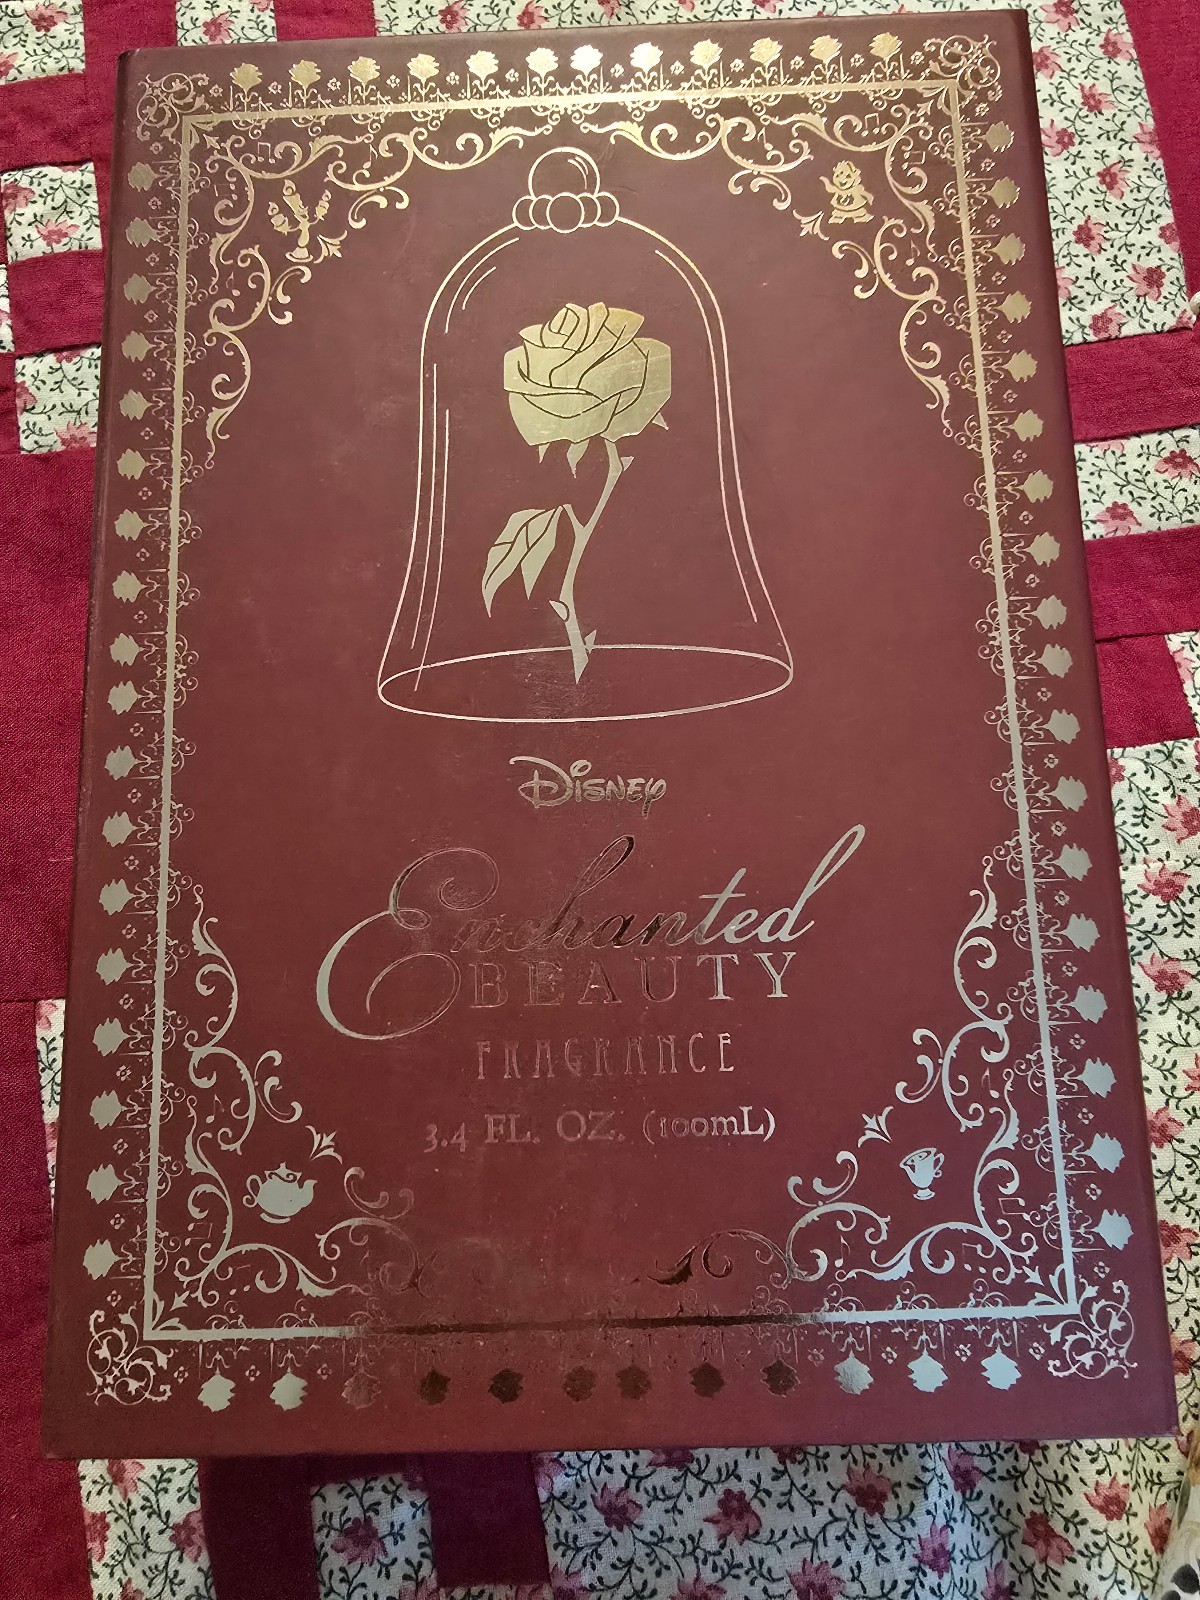 Disney
Enchanted
BEAUTY
FRAGRANCE
3.4 FL. OZ. (100mL)